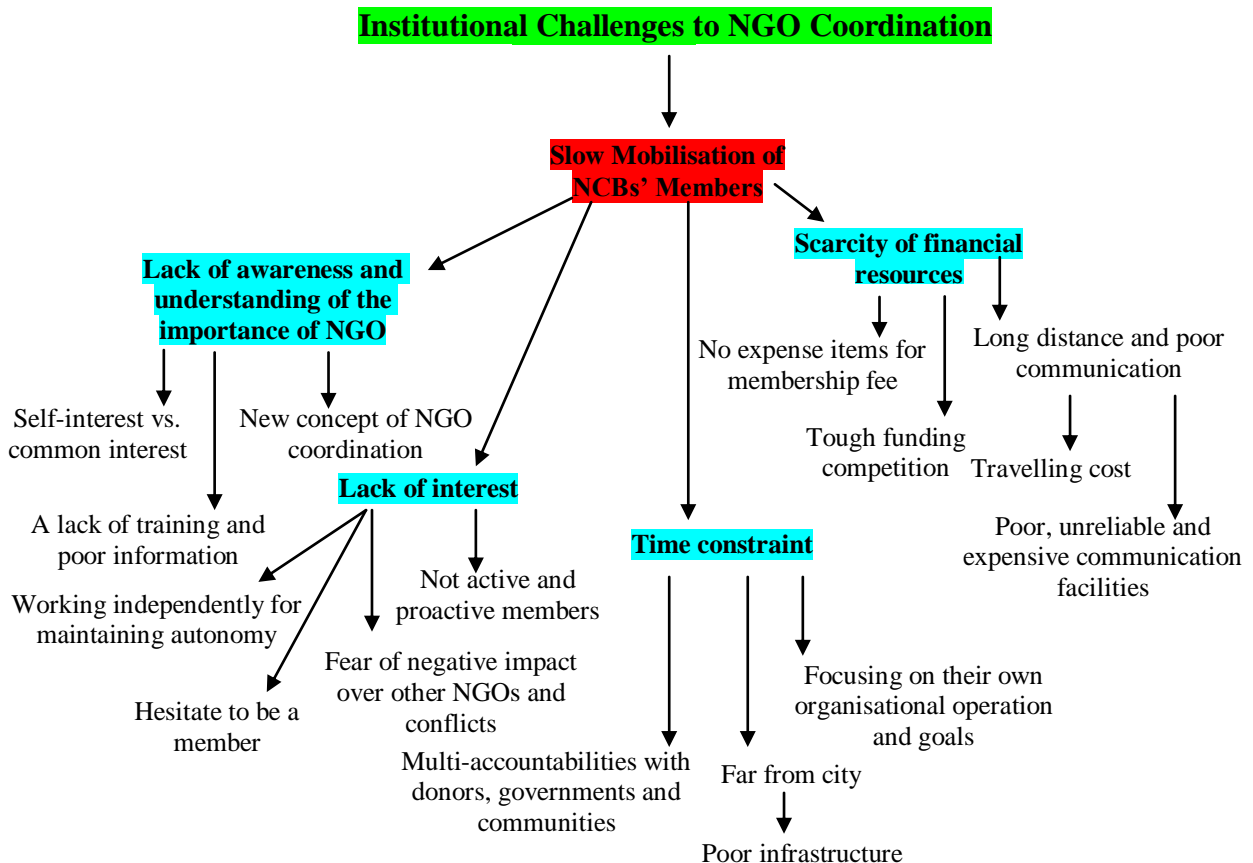 Institutional Challenges to NGO Coordination
Slow Mobilisation of
NCBs' Members
Lack of awareness and
understanding of the
importance of NGO
Scarcity of financial
resources
Self-interest vs.
common interest
New concept of NGO
coordination
A lack of training and
poor information
No expense items for
membership fee
Tough funding
competition
Long distance and poor
communication
Travelling cost
Poor, unreliable and
expensive communication
facilities
Lack of interest
Working independently for
maintaining autonomy
Hesitate to be a
member
Fear of negative impact
over other NGOs and
conflicts
Not active and
proactive members
Time constraint
Multi-accountabilities with
donors, governments and
communities
Far from city
Poor infrastructure
Focusing on their own
organisational operation
and goals